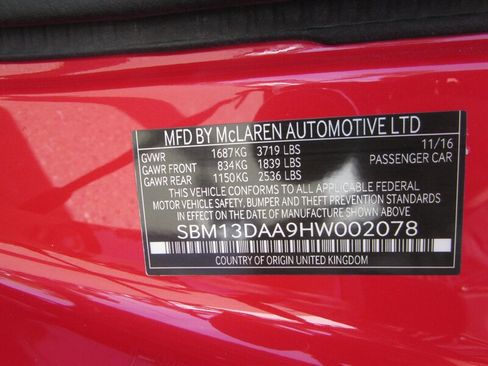 MFD BY McLAREN AUTOMOTIVE LTD
GVWR 1687KG 3719 LBS 11/16
GAWR FRONT 834KG 1839 LBS PASSENGER CAR
GAWR REAR 1150KG 2536 LBS
THIS VEHICLE CONFORMS TO ALL APPLICABLE FEDERAL
MOTOR VEHICLE SAFETY, BUMPER AND THEFT PREVENTION STANDARDS
IN EFFECT ON THE DATE OF MANUFACTURE SHOWN ABOVE
SBM13DAA9HW002078
COUNTRY OF ORIGIN UNITED KINGDOM